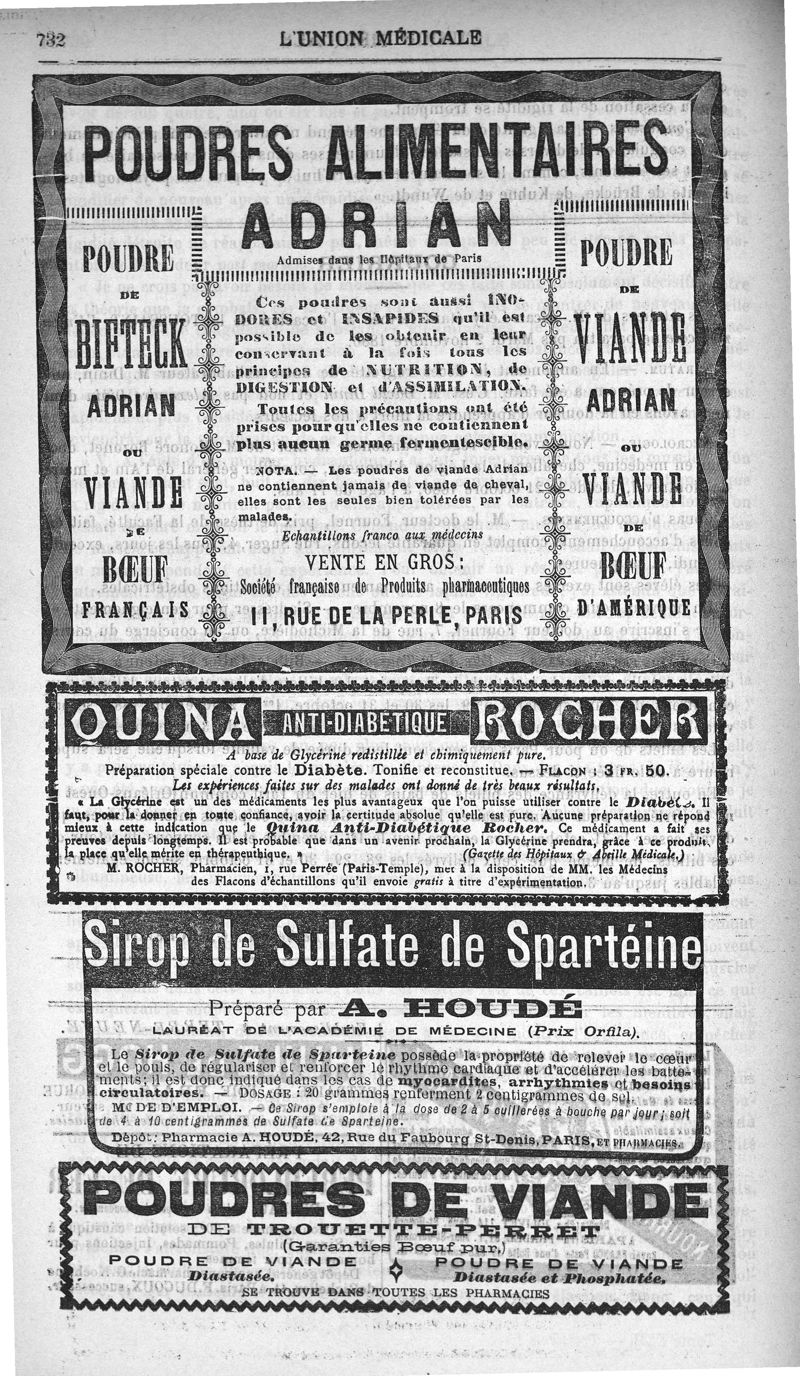 732
L'UNION MÉDICALE
POUDRES ALIMENTAIRES
ADRIAN
Admises dans les Hôpitaux de Paris
POUDRE
DE
BIFTECK
ADRIAN
OU
VIANDE
DE
BŒUF
FRANÇAIS
Ces poudres sont aussi INO-
DORES et INSAPIDES qu'il est
possible de les obtenir en leur
conservant à la fois tous les
principes de NUTRITION, de
DIGESTION et d'ASSIMILATION.
Toutes les précautions ont été
prises pour qu'elles ne contiennent
plus aucun germe fermentescible.
NOTA. — Les poudres de viande Adrian
ne contiennent jamais de viande de cheval,
elles sont les seules bien tolérées par les
malades.
Echantillons franco aux médecins
VENTE EN GROS:
Société française de Produits pharmaceutiques
11, RUE DE LA PERLE, PARIS
POUDRE
DE
VIANDE
ADRIAN
OU
VIANDE
DE
BŒUF
D'AMÉRIQUE
QUINA ANTI-DIABÉTIQUE ROCHER
A base de Glycérine redistillée et chimiquement pure.
Préparation spéciale contre le Diabète. Tonifie et reconstitue. — FLACON : 3 FR. 50.
Les expériences faites sur des malades ont donné de très beaux résultats.
« La Glycérine est un des médicaments les plus avantageux que l'on puisse utiliser contre le Diabète. Il
faut, pour la donner en toute confiance, avoir la certitude absolue qu'elle est pure. Aucune préparation ne répond
mieux à cette indication que le Quina Anti-Diabétique Rocher. Ce médicament a fait ses
preuves depuis longtemps. Il est probable que dans un avenir prochain, la Glycérine prendra, grâce à ce produit,
la place qu'elle mérite en thérapeuthique. » (Gazette des Hôpitaux & Abeille Médicale.)
M. ROCHER, Pharmacien, 1, rue Perrée (Paris-Temple), met à la disposition de MM. les Médecins
des Flacons d'échantillons qu'il envoie gratis à titre d'expérimentation.
Sirop de Sulfate de Spartéine
Préparé par A. HOUDÉ
LAURÉAT DE L'ACADÉMIE DE MÉDECINE (Prix Orfila).
Le Sirop de Sulfate de Sparteine possède la propriété de relever le cœur
et le pouls, de régulariser et renforcer le rhythme cardiaque et d'accélérer les batte-
ments; il est donc indiqué dans les cas de myocardites, arrhythmies et besoins
circulatoires. — DOSAGE : 20 grammes renferment 2 centigrammes de sel.
MODE D'EMPLOI. — Ce Sirop s'emploie à la dose de 2 à 5 cuillerées à bouche par jour; soit
de 4 à 10 centigrammes de Sulfate de Sparteine.
Dépôt: Pharmacie A. HOUDÉ, 42, Rue du Faubourg St-Denis, PARIS, ET PHARMACIES.
POUDRES DE VIANDE
DE TROUETTE-PERRET
(Garanties Bœuf pur.)
POUDRE DE VIANDE
Diastasée.
POUDRE DE VIANDE
Diastasée et Phosphatée.
SE TROUVE DANS TOUTES LES PHARMACIES